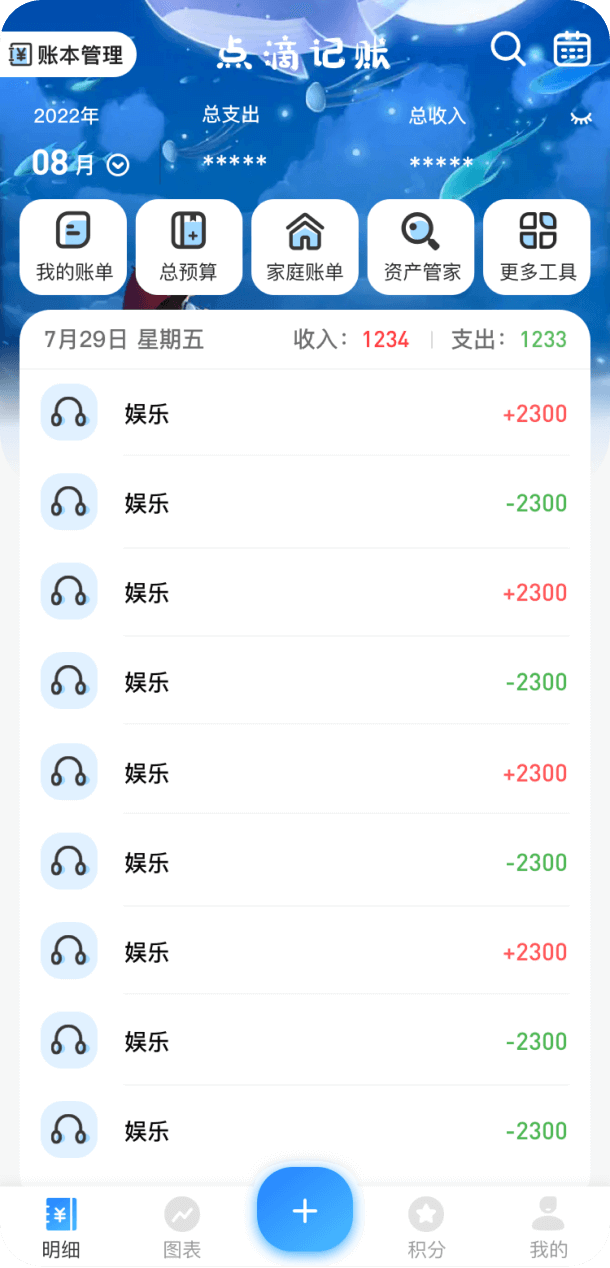 账本管理
点滴记账
2022年
总支出
总收入
08月
*****
*****
我的账单
总预算
家庭账单
资产管家
更多工具
7月29日 星期五
收入：1234
支出：1233
娱乐
+2300
娱乐
-2300
娱乐
+2300
娱乐
-2300
娱乐
+2300
娱乐
-2300
娱乐
+2300
娱乐
-2300
娱乐
-2300
明细
图表
积分
我的